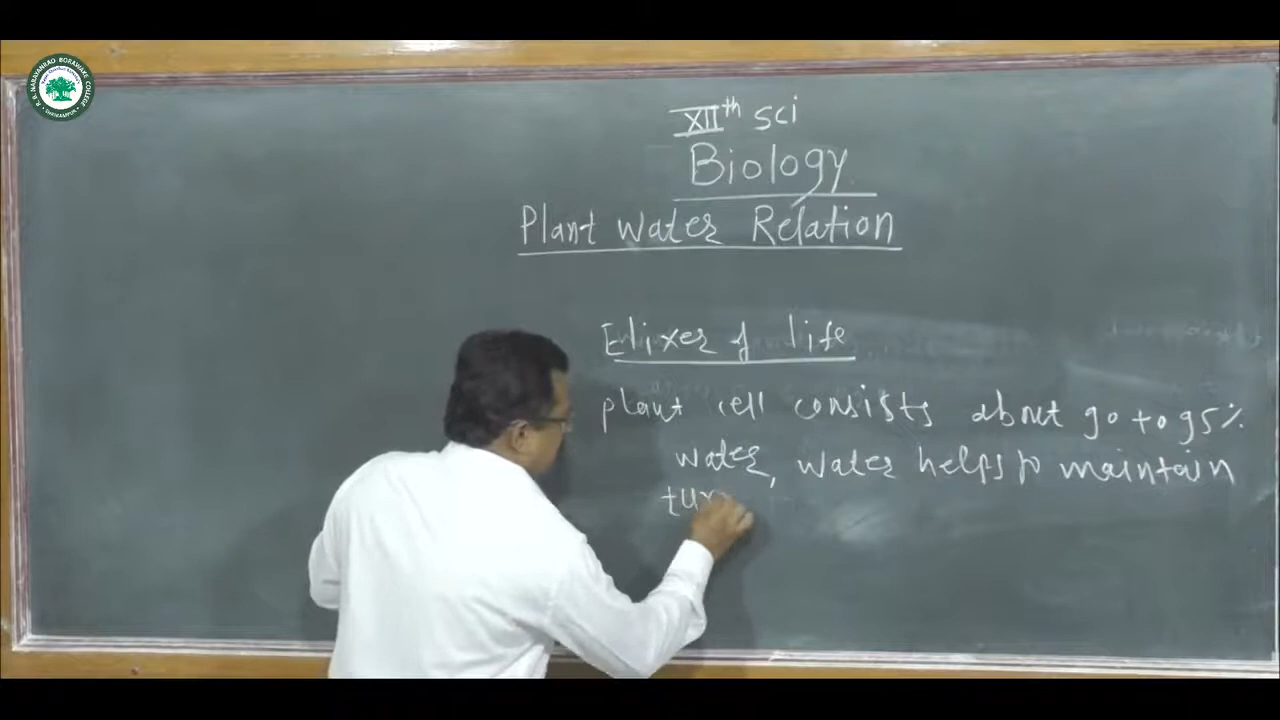 XIIth sci
Biology
Plant Water Relation
Elixer of life
plant cell consists about 90 to 95%
water, water helps to maintain
tur